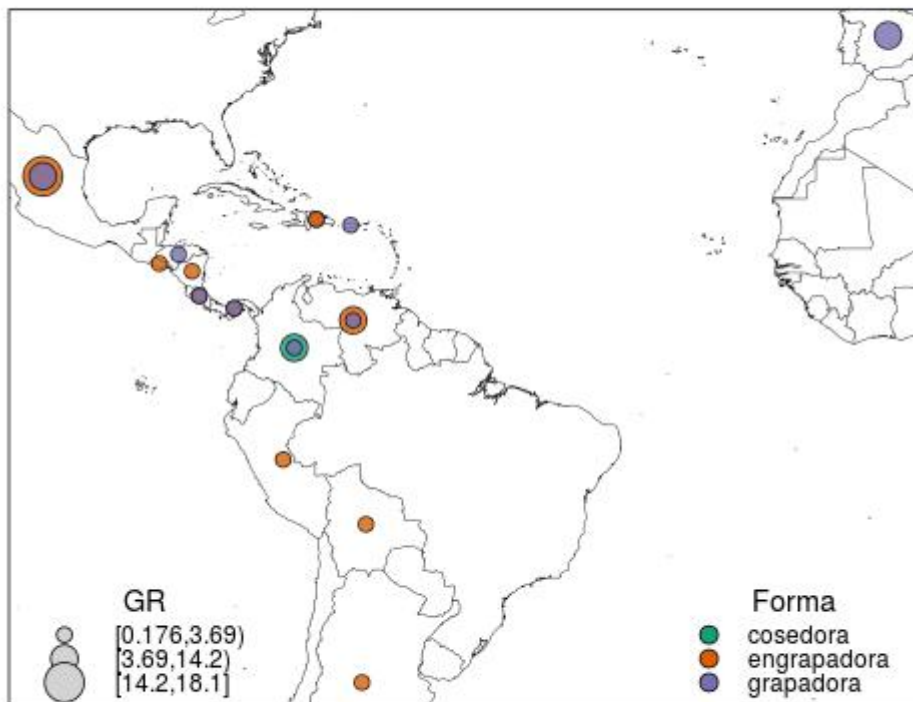 GR
[0.176,3.69)
[3.69,14.2)
[14.2,18.1]
Forma
cosedora
engrapadora
grapadora